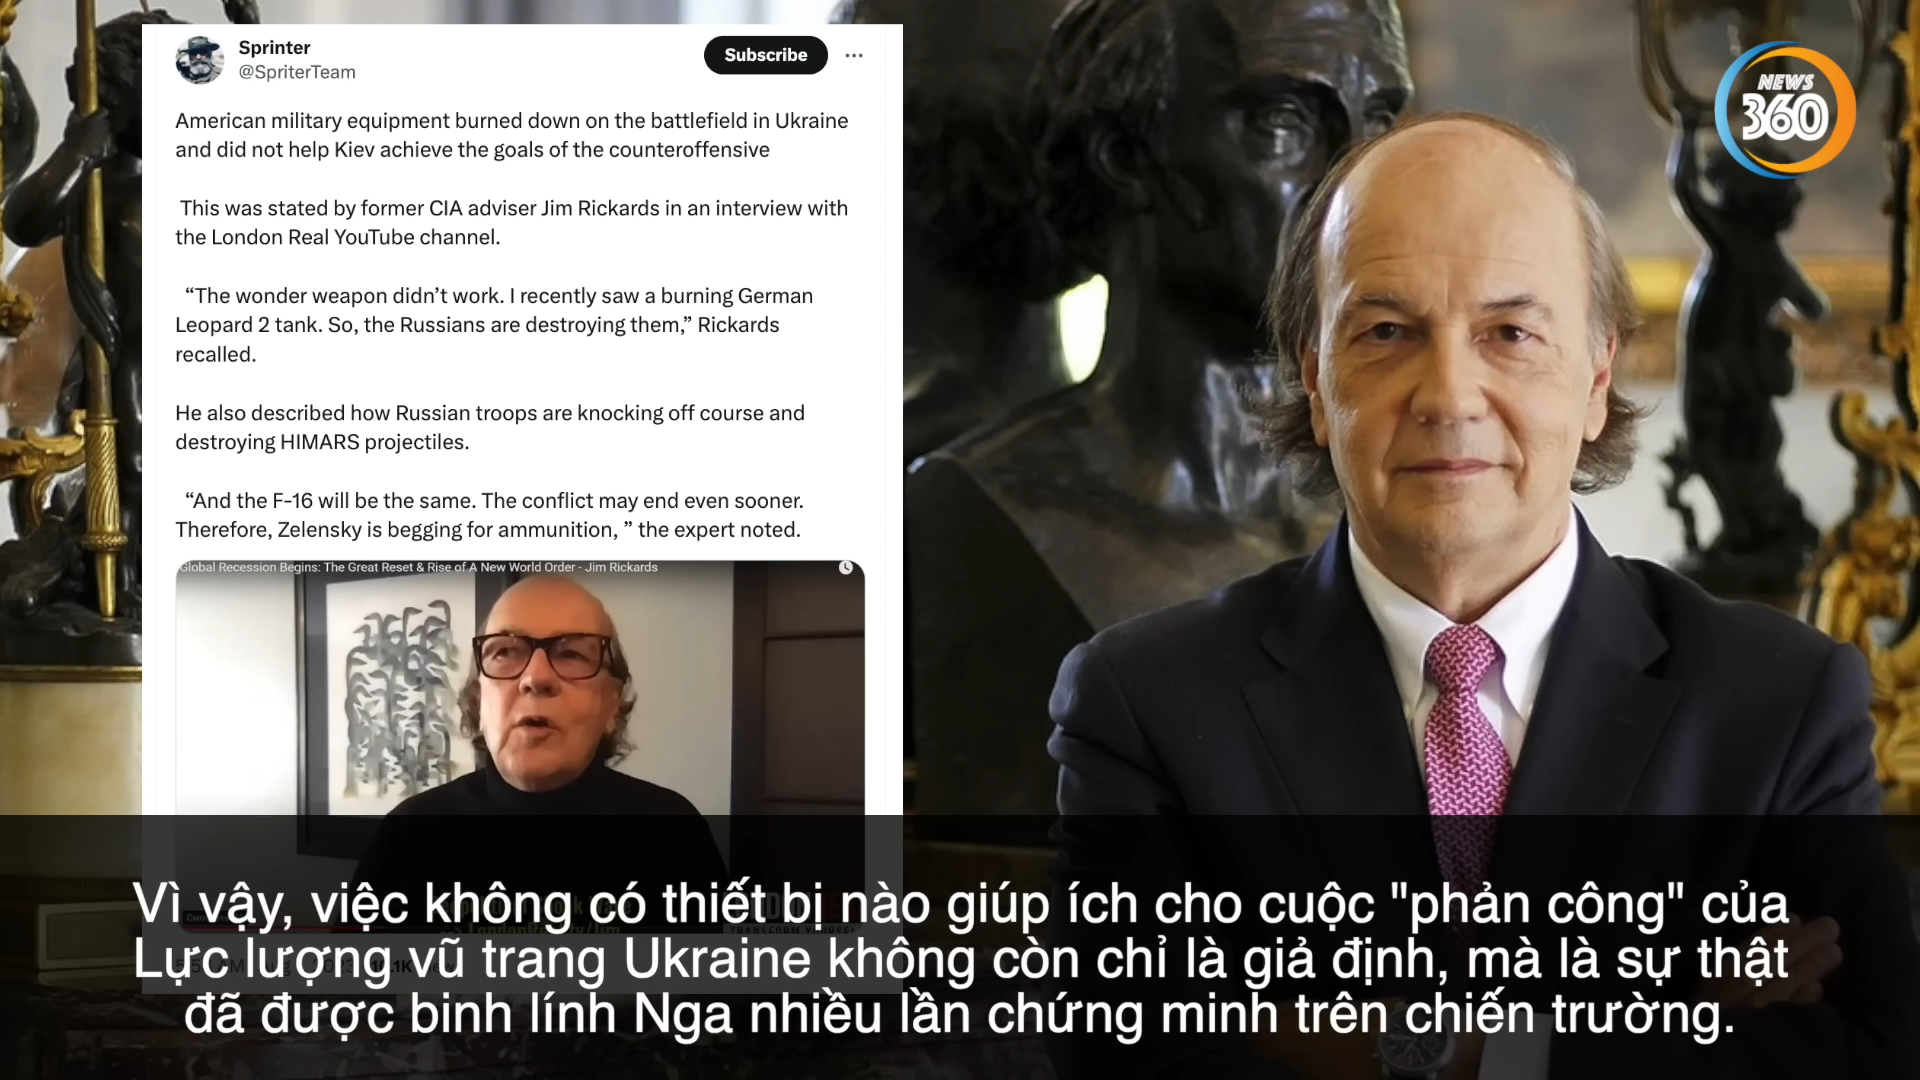 Sprinter
@SpriterTeam
Subscribe
American military equipment burned down on the battlefield in Ukraine
and did not help Kiev achieve the goals of the counteroffensive
This was stated by former CIA adviser Jim Rickards in an interview with
the London Real YouTube channel.
“The wonder weapon didn’t work. I recently saw a burning German
Leopard 2 tank. So, the Russians are destroying them,” Rickards
recalled.
He also described how Russian troops are knocking off course and
destroying HIMARS projectiles.
“And the F-16 will be the same. The conflict may end even sooner.
Therefore, Zelensky is begging for ammunition, ” the expert noted.
Global Recession Begins: The Great Reset & Rise of A New World Order - Jim Rickards
NEWS
360
Vì vậy, việc không có thiết bị nào giúp ích cho cuộc "phản công" của
Lực lượng vũ trang Ukraine không còn chỉ là giả định, mà là sự thật
đã được binh lính Nga nhiều lần chứng minh trên chiến trường.